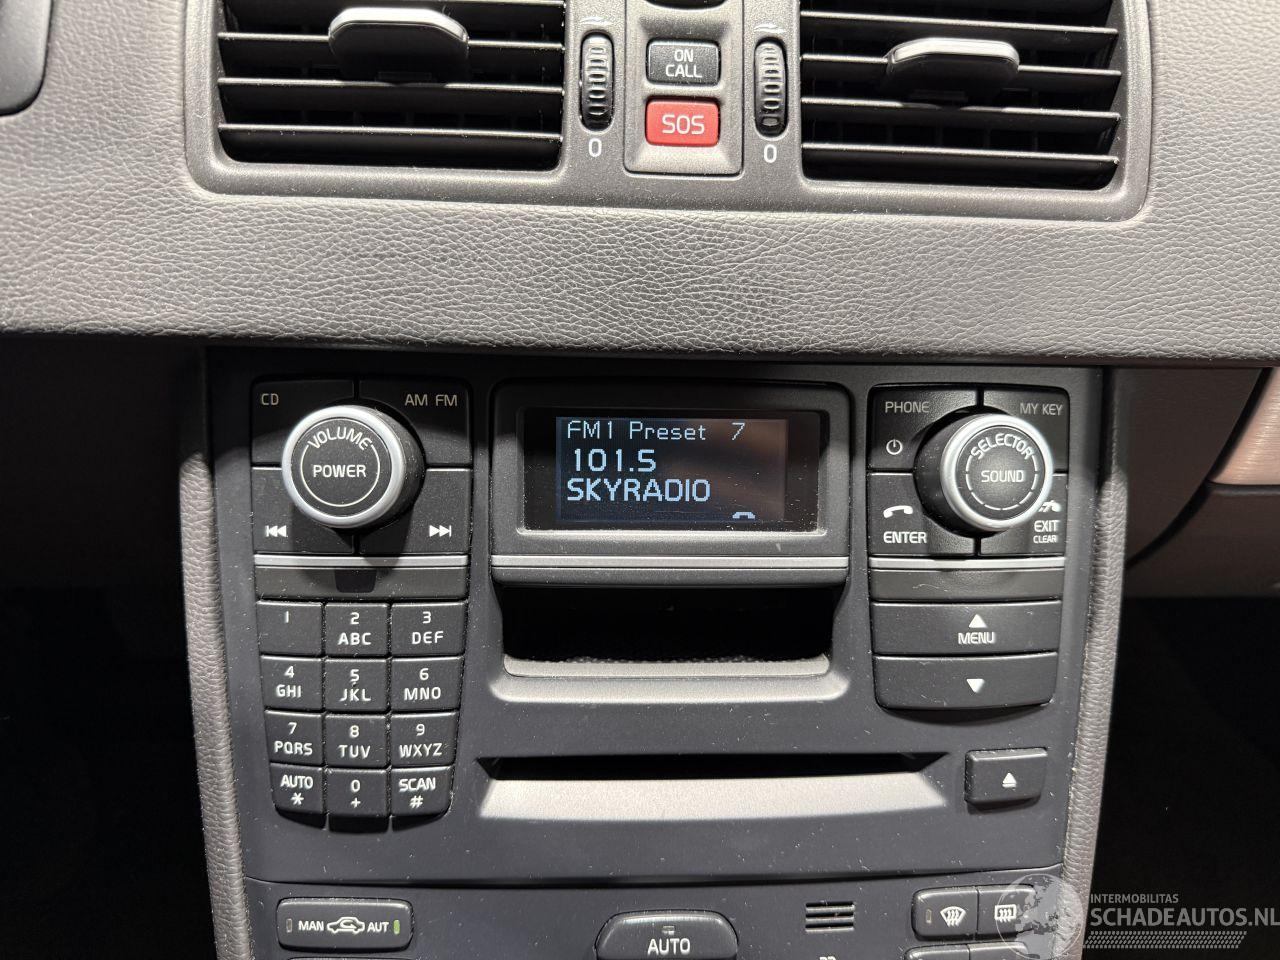 ON
CALL
SOS
0
0
CD
AM FM
VOLUME
POWER
FM1 Preset 7
101.5
SKYRADIO
PHONE
MY KEY
SELECTOR
SOUND
ENTER
EXIT
CLEAR
MENU
1
2
ABC
3
DEF
4
GHI
5
JKL
6
MNO
7
PQRS
8
TUV
9
WXYZ
AUTO
*
0
+
SCAN
#
MAN AUT
AUTO
INTERMOBILITAS
SCHADEAUTOS.NL